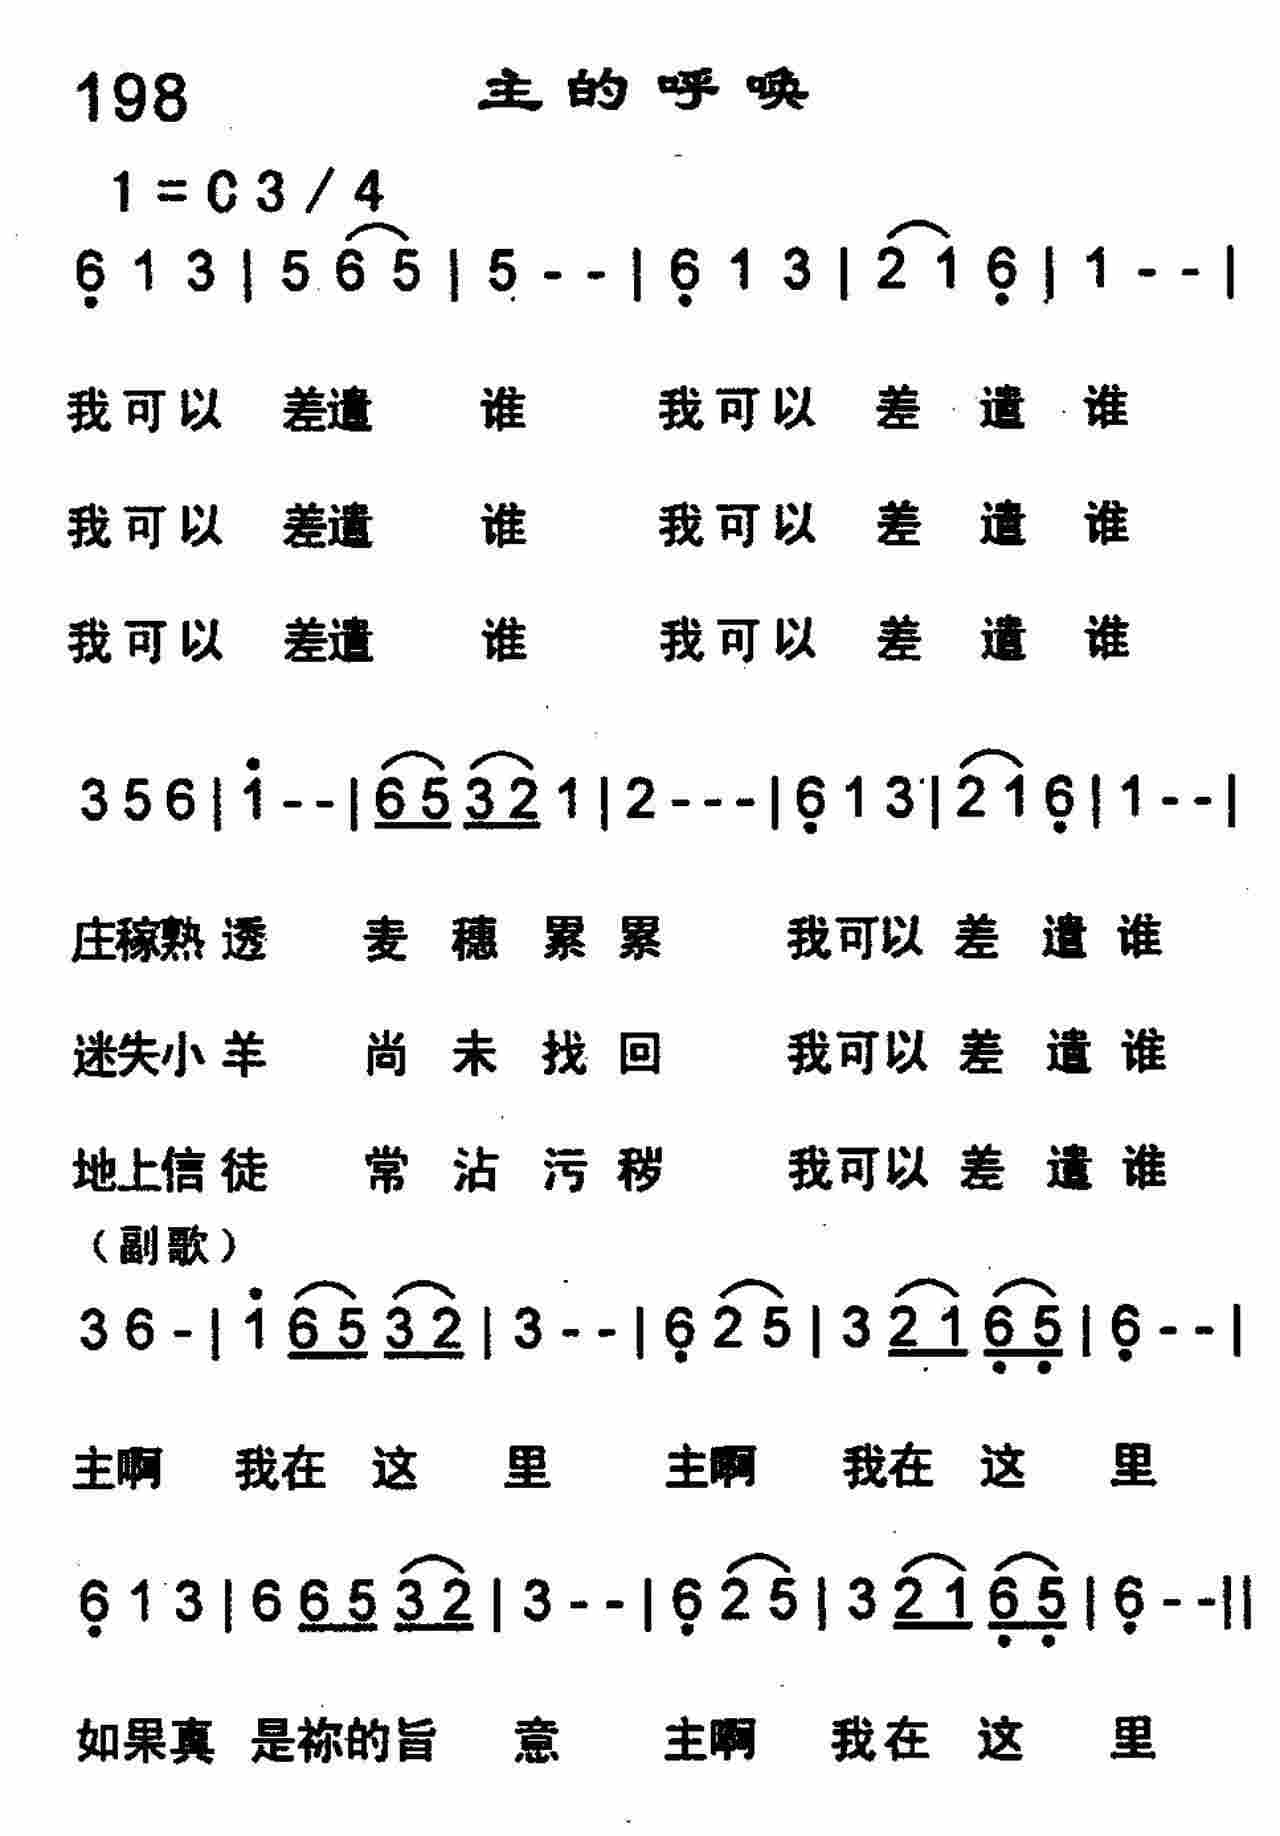 198 主的呼唤
1=C 3/4
6̣ 1 3 | 5 6 5 | 5 - - | 6̣ 1 3 | 2 1 6̣ | 1 - - |
我可以 差遣 谁 我可以 差 遣 谁
我可以 差遣 谁 我可以 差 遣 谁
我可以 差遣 谁 我可以 差 遣 谁
3 5 6 | 1̇ - - | 6 5 3 2 1 | 2 - - - | 6̣ 1 3 | 2 1 6̣ | 1 - - |
庄稼熟 透 麦 穗 累 累 我可以 差 遣 谁
迷失小 羊 尚 未 找 回 我可以 差 遣 谁
地上信 徒 常 沾 污 秽 我可以 差 遣 谁
（副歌）
3 6 - | 1̇ 6 5 3 2 | 3 - - | 6̣ 2 5 | 3 2 1 6̣ 5̣ | 6̣ - - |
主啊 我在 这 里 主啊 我在 这 里
6̣ 1 3 | 6 6 5 3 2 | 3 - - | 6̣ 2 5 | 3 2 1 6̣ 5̣ | 6̣ - - ||
如果真 是祢的旨 意 主啊 我在 这 里